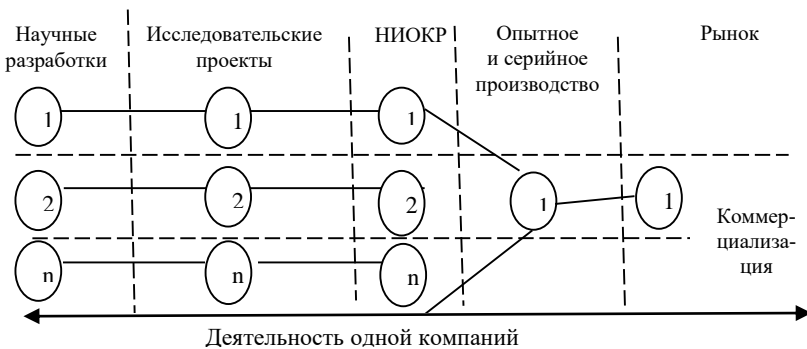 Научные
разработки
Исследовательские
проекты
НИОКР
Опытное
и серийное
производство
Рынок
1
1
1
2
2
2
1
1
n
n
n
Коммер-
циализа-
ция
Деятельность одной компаний